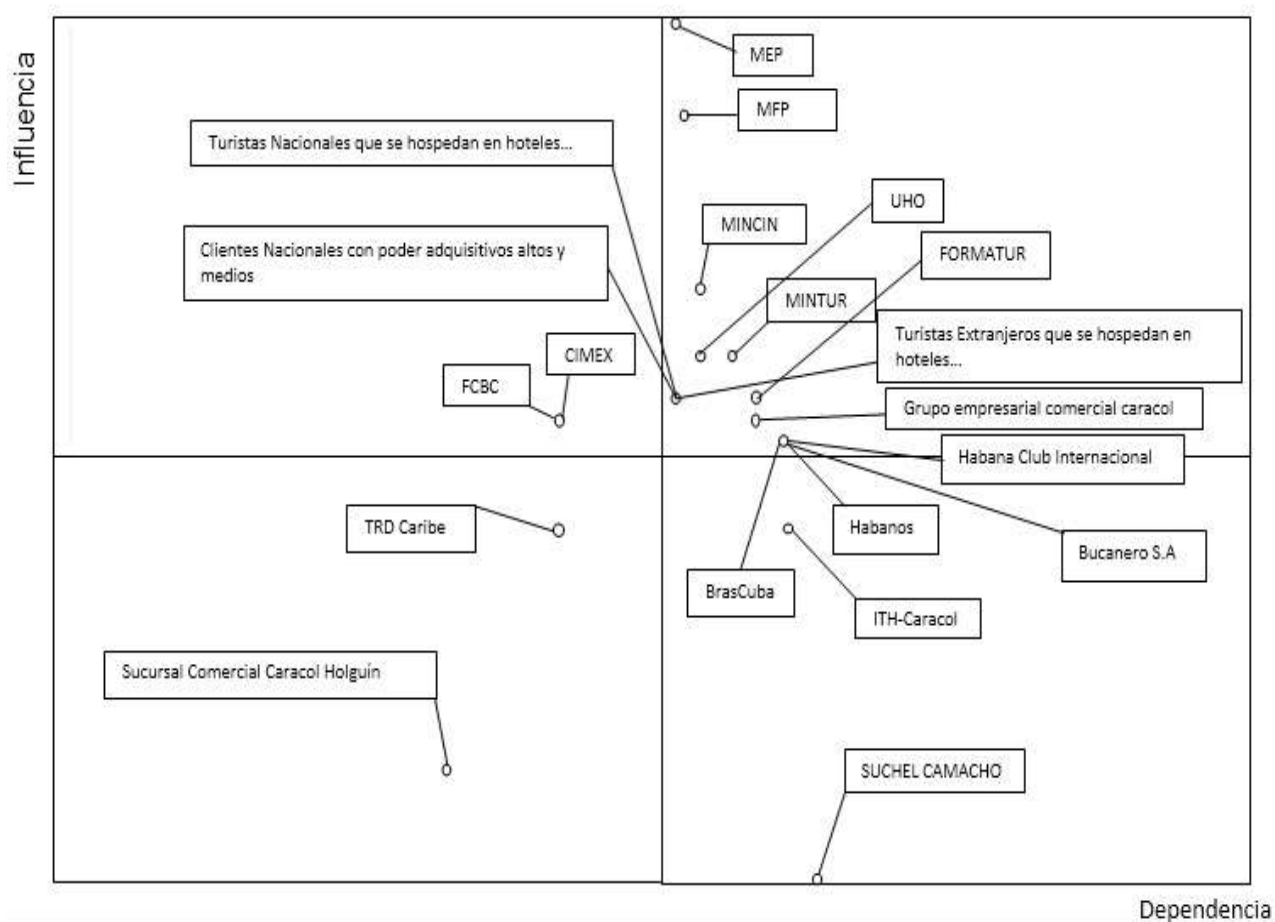 Influencia
MEP
MFP
Turistas Nacionales que se hospedan en hoteles...
UHO
MINCIN
Clientes Nacionales con poder adquisitivos altos y
medios
FORMATUR
MINTUR
Turistas Extranjeros que se hospedan en
hoteles...
CIMEX
FCBC
Grupo empresarial comercial caracol
Habana Club Internacional
TRD Caribe
Habanos
Bucanero S.A
BrasCuba
ITH-Caracol
Sucursal Comercial Caracol Holguín
SUCHEL CAMACHO
Dependencia